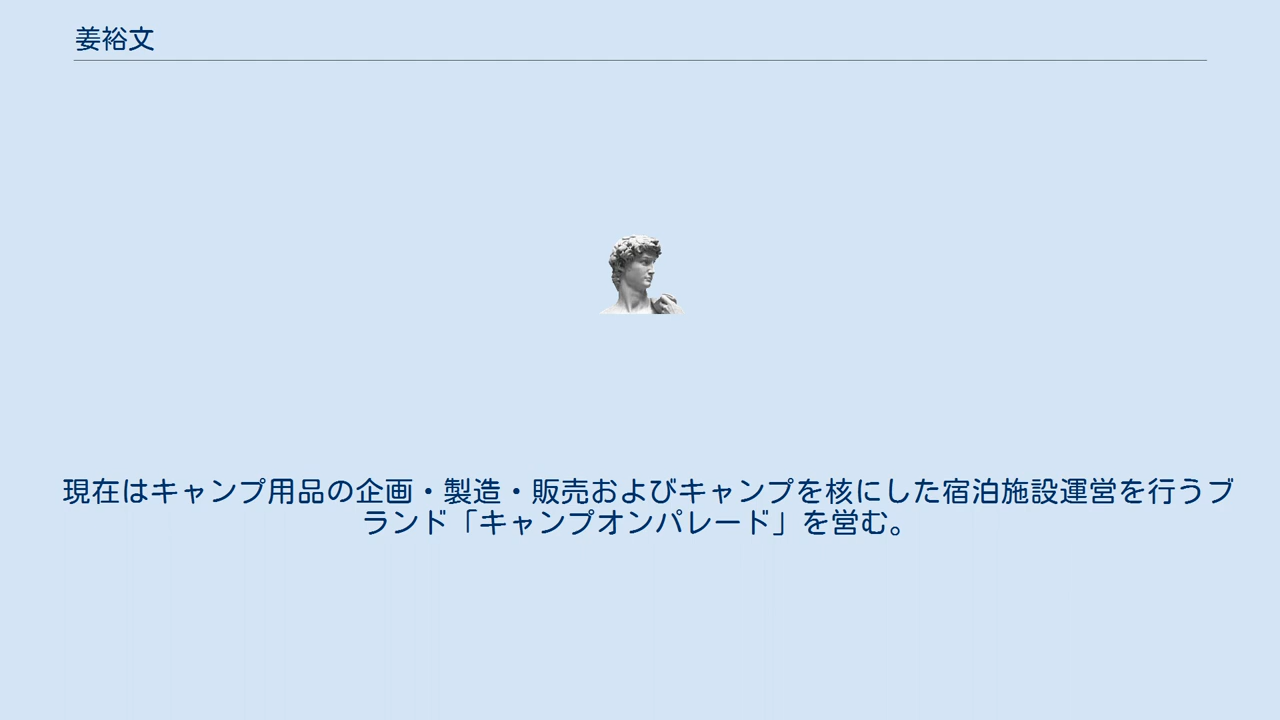 姜裕文
現在はキャンプ用品の企画・製造・販売およびキャンプを核にした宿泊施設運営を行うブ
ランド「キャンプオンパレード」を営む。